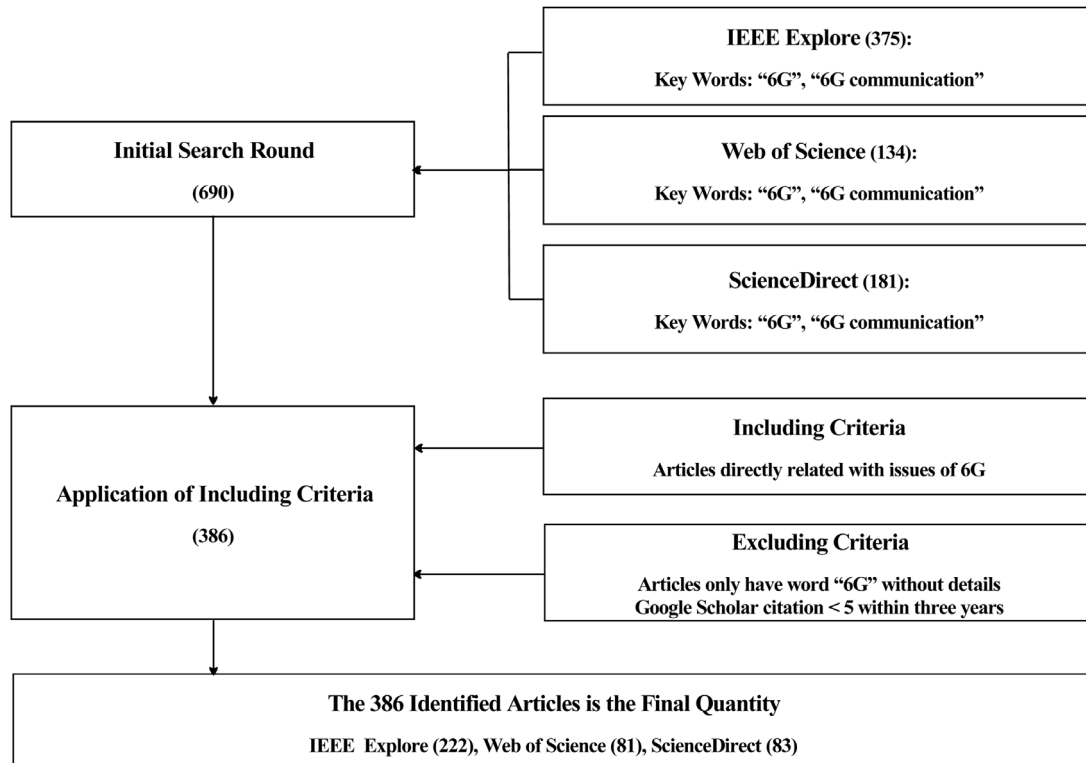 IEEE Explore (375):
Key Words: “6G”, “6G communication”
Initial Search Round
(690)
Web of Science (134):
Key Words: “6G”, “6G communication”
ScienceDirect (181):
Key Words: “6G”, “6G communication”
Application of Including Criteria
(386)
Including Criteria
Articles directly related with issues of 6G
Excluding Criteria
Articles only have word “6G” without details
Google Scholar citation < 5 within three years
The 386 Identified Articles is the Final Quantity
IEEE Explore (222), Web of Science (81), ScienceDirect (83)